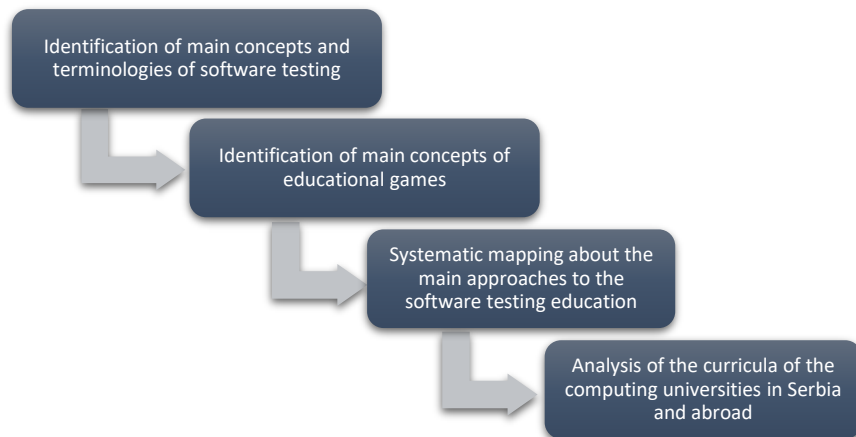 Identification of main concepts and
terminologies of software testing
Identification of main concepts of
educational games
Systematic mapping about the
main approaches to the
software testing education
Analysis of the curricula of the
computing universities in Serbia
and abroad